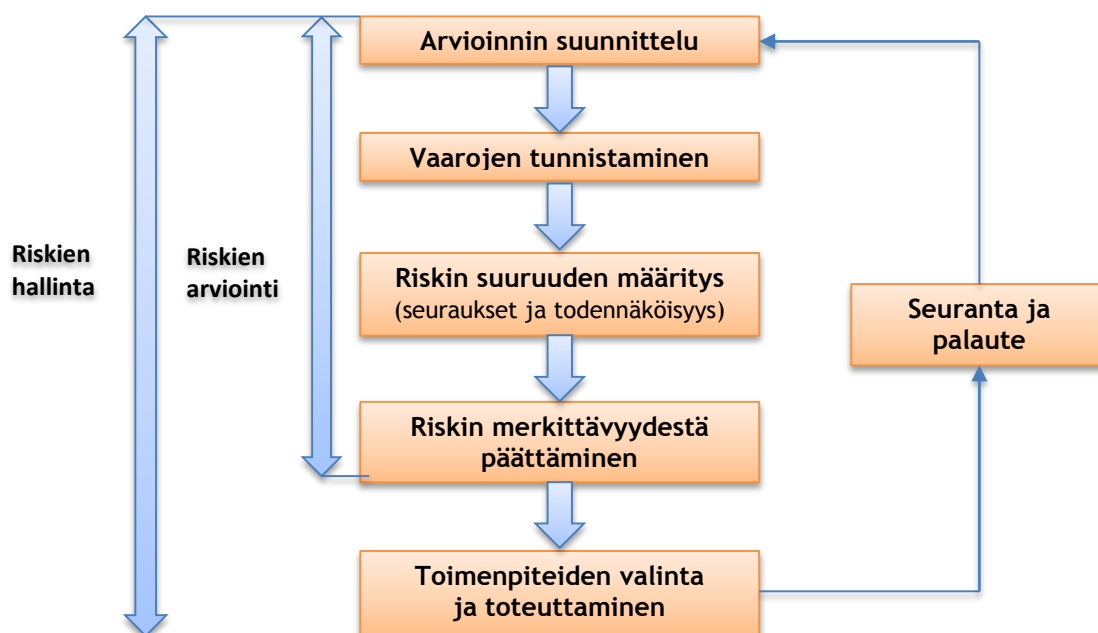 Arvioinnin suunnittelu
Vaarojen tunnistaminen
Riskien
hallinta
Riskien
arviointi
Riskin suuruuden määritys
(seuraukset ja todennäköisyys)
Seuranta ja
palaute
Riskin merkittävyydestä
päättäminen
Toimenpiteiden valinta
ja toteuttaminen